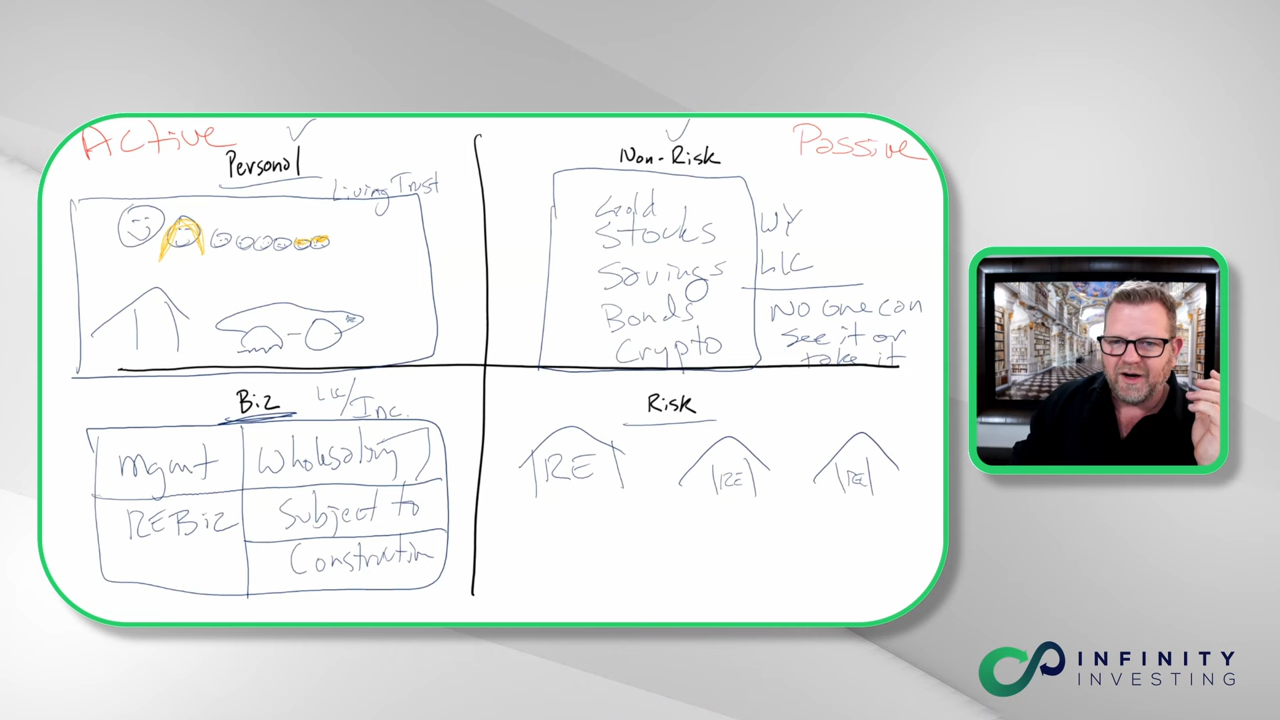 Active
Passive
Personal
Living Trust
Non-Risk
Gold
Stocks
Savings
Bonds
Crypto
WY
LLC
No one can
see it or
take it
Biz
LLC/
Inc.
mgmt
Wholesaling
REBiz
Subject to
Construction
Risk
RE
RE
RE
INFINITY
INVESTING